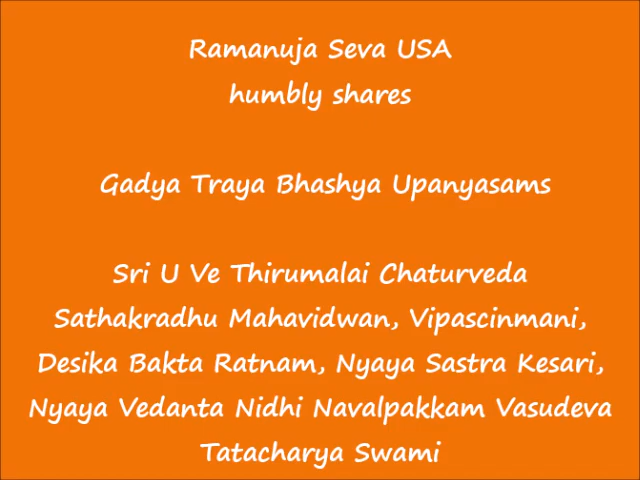 Ramanuja Seva USA
humbly shares
Gadya Traya Bhashya Upanyasams
Sri U Ve Thirumalai Chaturveda
Sathakradhu Mahavidwan, Vipascinmani,
Desika Bakta Ratnam, Nyaya Sastra Kesari,
Nyaya Vedanta Nidhi Navalpakkam Vasudeva
Tatacharya Swami